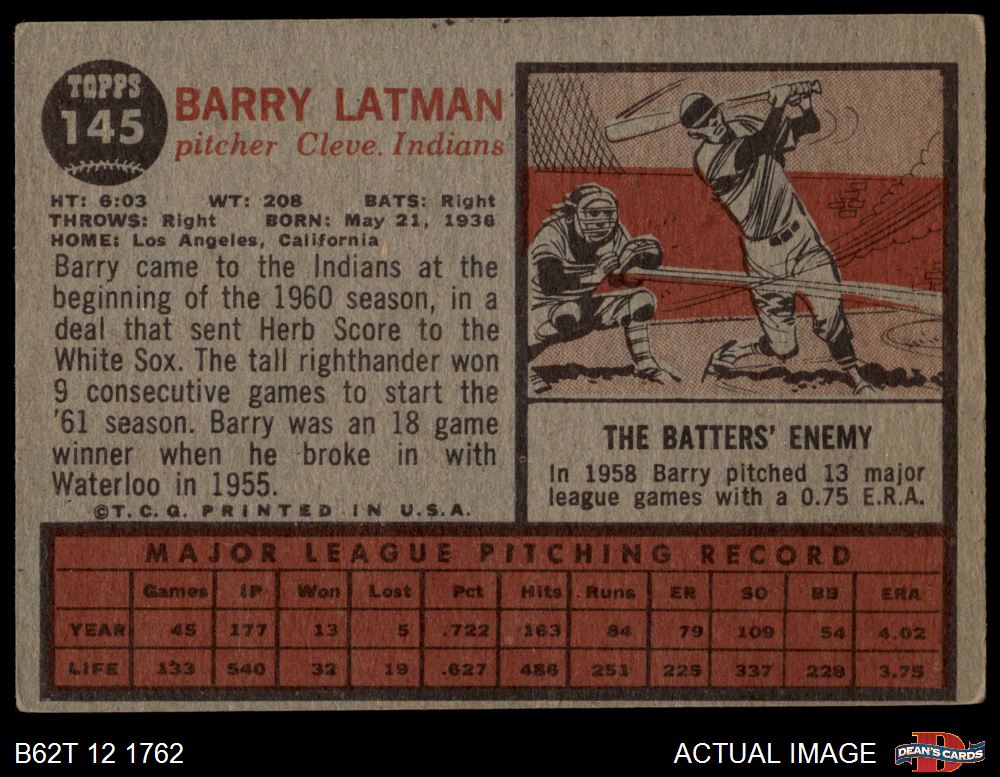 TOPPS
145
BARRY LATMAN
pitcher Cleve. Indians
HT: 6:03 WT: 208 BATS: Right
THROWS: Right BORN: May 21, 1936
HOME: Los Angeles, California
Barry came to the Indians at the
beginning of the 1960 season, in a
deal that sent Herb Score to the
White Sox. The tall righthander won
9 consecutive games to start the
'61 season. Barry was an 18 game
winner when he broke in with
Waterloo in 1955.
©T.C.G. PRINTED IN U.S.A.
THE BATTERS' ENEMY
In 1958 Barry pitched 13 major
league games with a 0.75 E.R.A.
MAJOR LEAGUE PITCHING RECORD
Games IP Won Lost Pct Hits Runs ER SO BB ERA
YEAR 45 177 13 5 .722 163 84 79 109 54 4.02
LIFE 133 540 32 19 .627 486 251 225 337 228 3.75
B62T 12 1762
ACTUAL IMAGE
D
DEAN'S CARDS